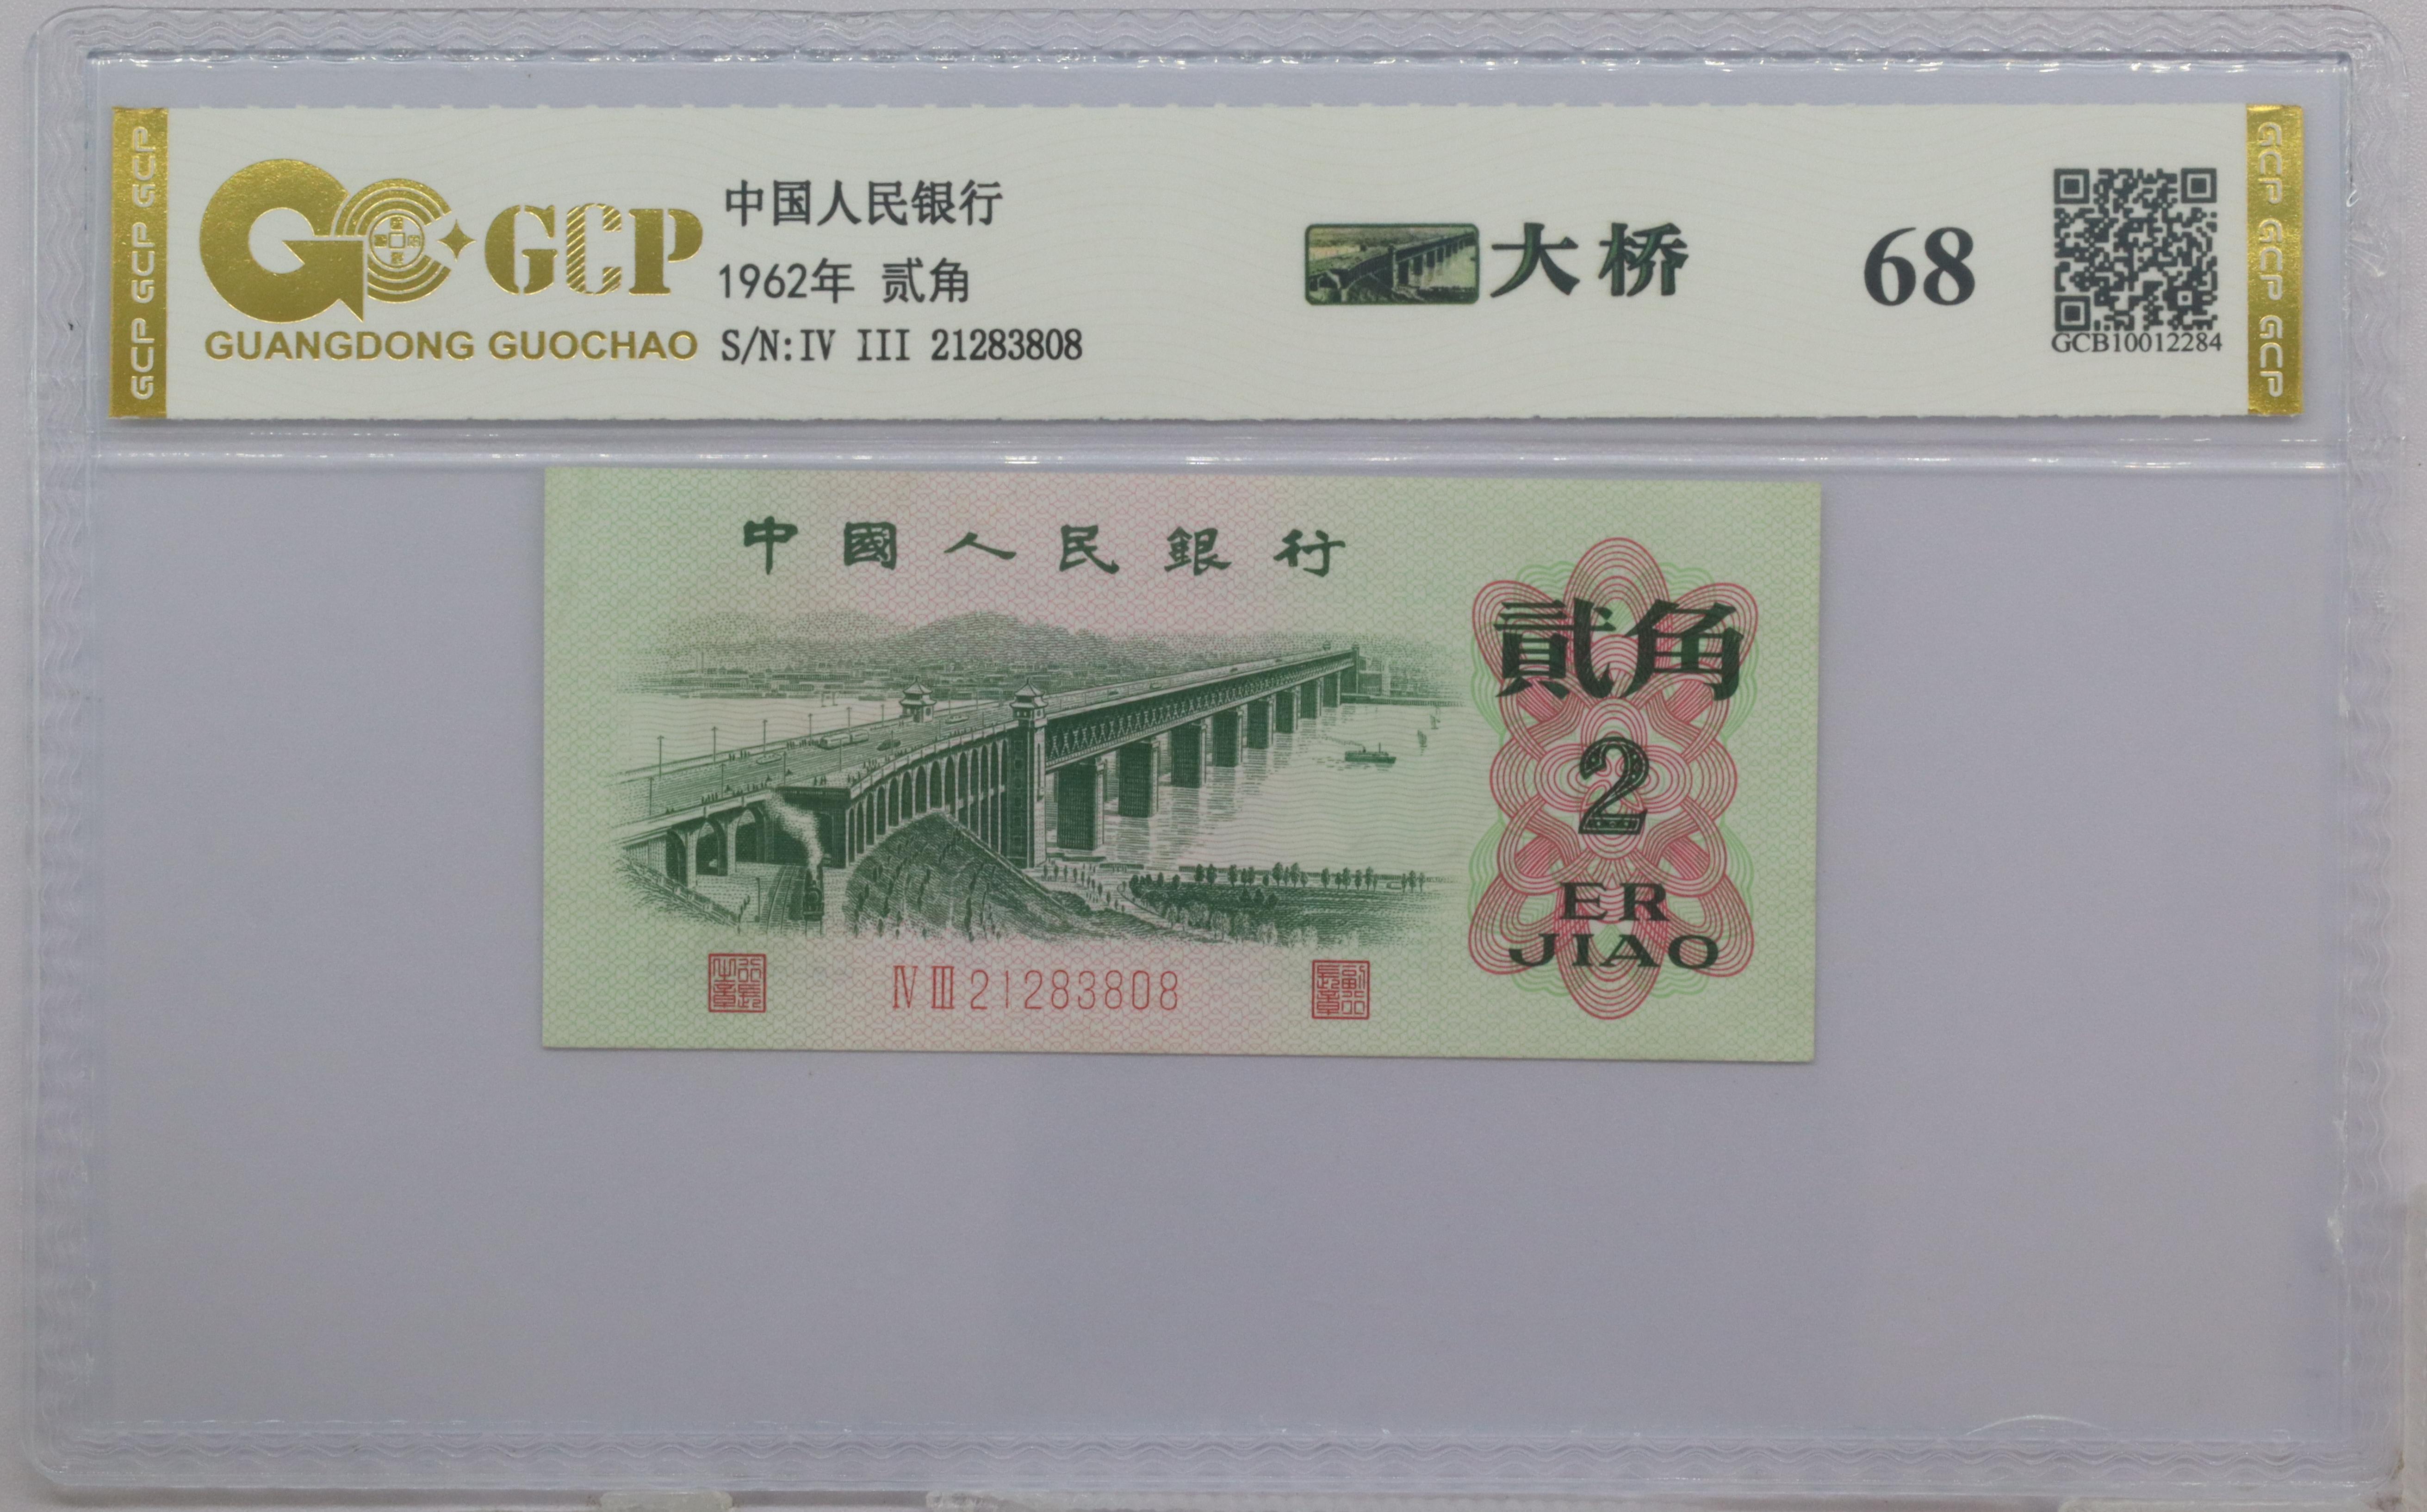 GCP GCP GCP
GCP
GUANGDONG GUOCHAO
中国人民银行
1962年 贰角
S/N:IV III 21283808
大桥
68
GCB10012284
GCP GCP GCP
中國人民銀行
貳角
2
ER
JIAO
IV III 21283808